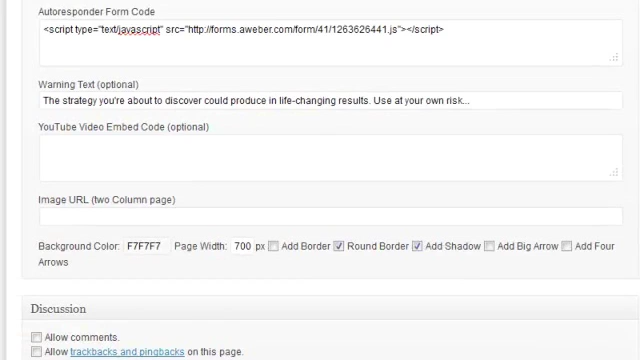 Autoresponder Form Code
<script type="text/javascript" src="http://forms.aweber.com/form/41/1263626441.js"></script>
Warning Text (optional)
The strategy you're about to discover could produce in life-changing results. Use at your own risk...
YouTube Video Embed Code (optional)
Image URL (two Column page)
Background Color: F7F7F7 Page Width: 700 px Add Border Round Border Add Shadow Add Big Arrow Add Four
Arrows
Discussion
Allow comments.
Allow trackbacks and pingbacks on this page.